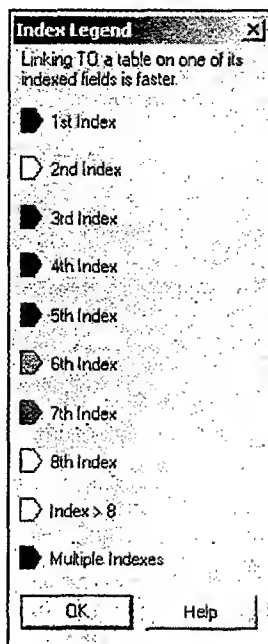 Index Legend
Linking TO a table on one of its
indexed fields is faster.
1st Index
2nd Index
3rd Index
4th Index
5th Index
6th Index
7th Index
8th Index
Index > 8
Multiple Indexes
OK
Help